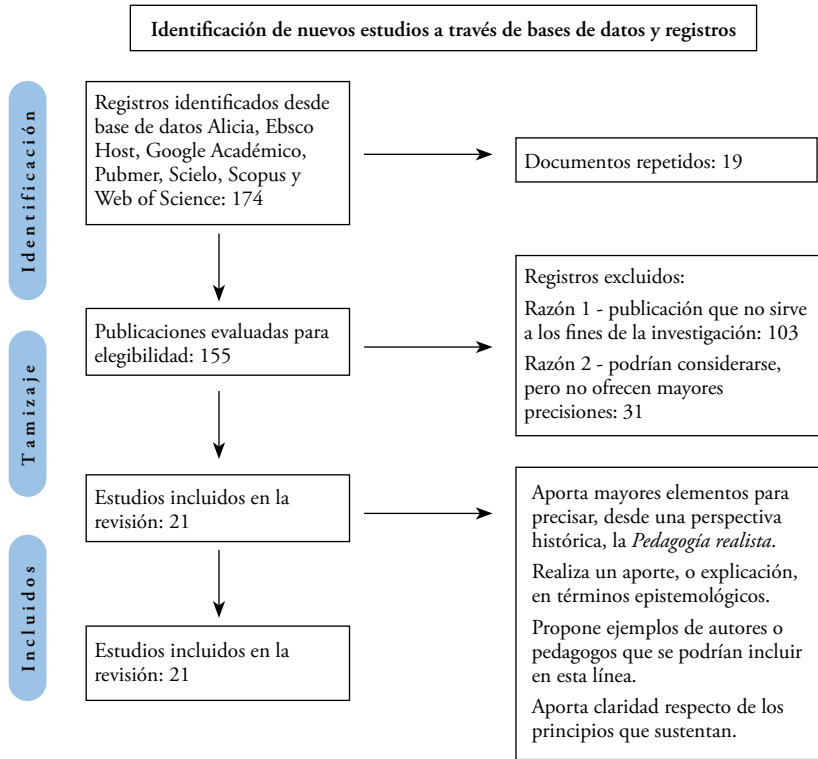 Identificación de nuevos estudios a través de bases de datos y registros
Identificación
Registros identificados desde
base de datos Alicia, Ebsco
Host, Google Académico,
Pubmer, Scielo, Scopus y
Web of Science: 174
Documentos repetidos: 19
Tamizaje
Publicaciones evaluadas para
elegibilidad: 155
Registros excluidos:
Razón 1 - publicación que no sirve
a los fines de la investigación: 103
Razón 2 - podrían considerarse,
pero no ofrecen mayores
precisiones: 31
Estudios incluidos en la
revisión: 21
Aporta mayores elementos para
precisar, desde una perspectiva
histórica, la Pedagogía realista.
Realiza un aporte, o explicación,
en términos epistemológicos.
Propone ejemplos de autores o
pedagogos que se podrían incluir
en esta línea.
Aporta claridad respecto de los
principios que sustentan.
Incluidos
Estudios incluidos en la
revisión: 21